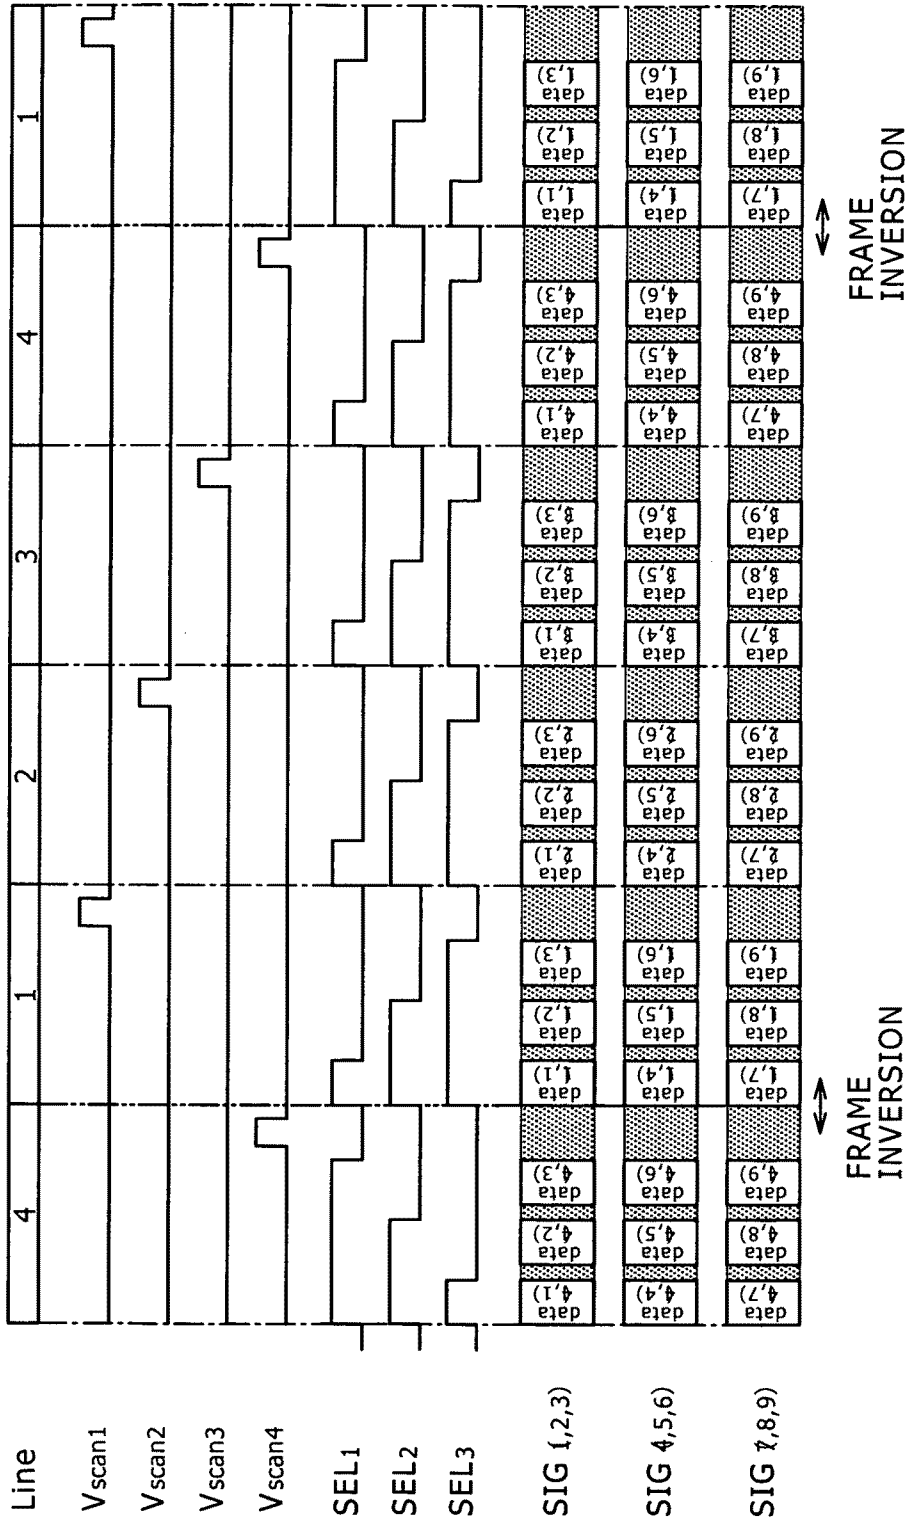 Line 4 1 2 3 4 1
Vscan1
Vscan2
Vscan3
Vscan4
SEL1
SEL2
SEL3
SIG (1,2,3) data (4,1) data (4,2) data (4,3) data (1,1) data (1,2) data (1,3) data (2,1) data (2,2) data (2,3) data (3,1) data (3,2) data (3,3) data (4,1) data (4,2) data (4,3) data (1,1) data (1,2) data (1,3)
SIG (4,5,6) data (4,4) data (4,5) data (4,6) data (1,4) data (1,5) data (1,6) data (2,4) data (2,5) data (2,6) data (3,4) data (3,5) data (3,6) data (4,4) data (4,5) data (4,6) data (1,4) data (1,5) data (1,6)
SIG (7,8,9) data (4,7) data (4,8) data (4,9) data (1,7) data (1,8) data (1,9) data (2,7) data (2,8) data (2,9) data (3,7) data (3,8) data (3,9) data (4,7) data (4,8) data (4,9) data (1,7) data (1,8) data (1,9)
FRAME
INVERSION
FRAME
INVERSION